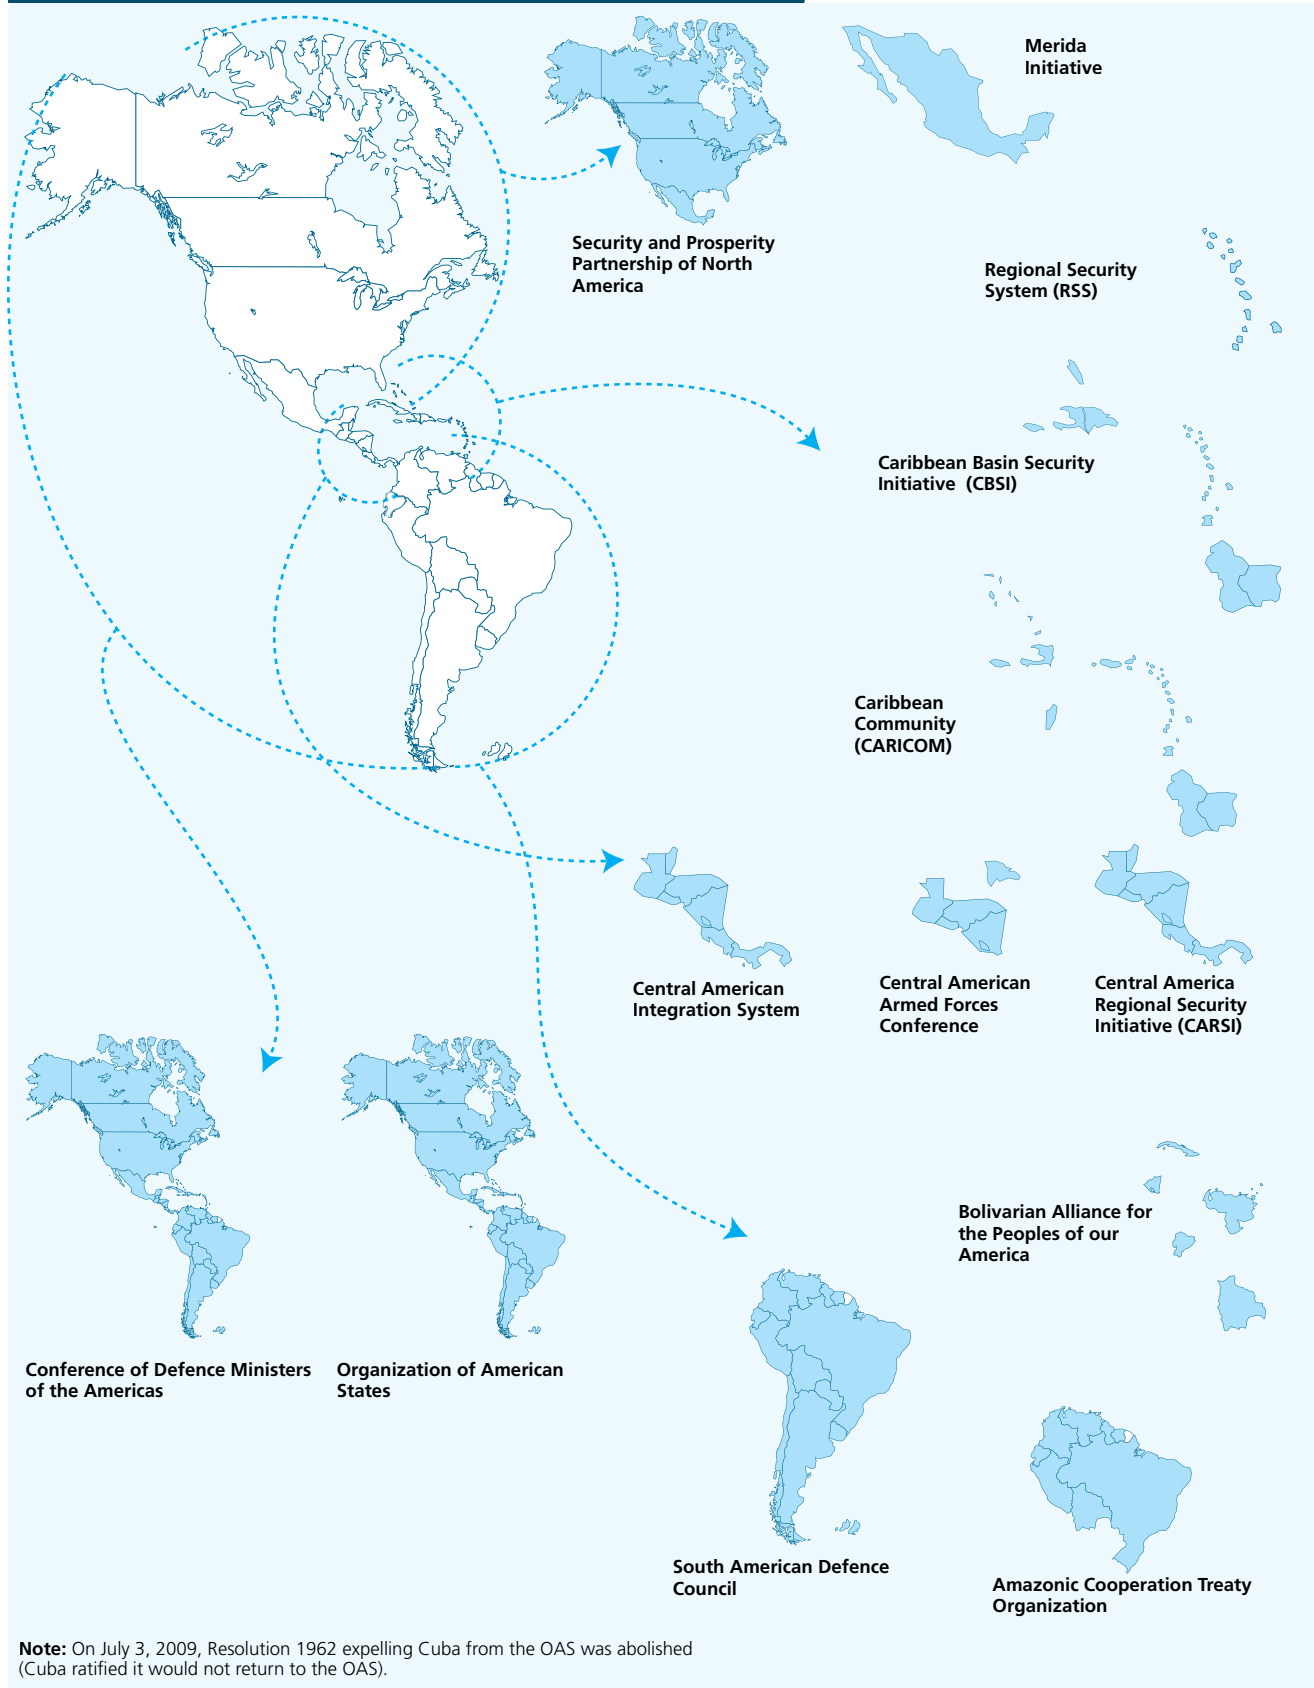 Merida
Initiative
Security and Prosperity
Partnership of North
America
Regional Security
System (RSS)
Caribbean Basin Security
Initiative (CBSI)
Caribbean
Community
(CARICOM)
Central American
Integration System
Central American
Armed Forces
Conference
Central America
Regional Security
Initiative (CARSI)
Bolivarian Alliance for
the Peoples of our
America
Conference of Defence Ministers
of the Americas
Organization of American
States
South American Defence
Council
Amazonic Cooperation Treaty
Organization
Note: On July 3, 2009, Resolution 1962 expelling Cuba from the OAS was abolished
(Cuba ratified it would not return to the OAS).